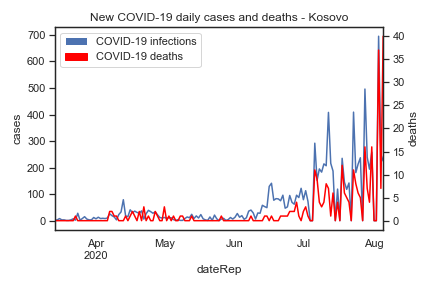 New COVID-19 daily cases and deaths - Kosovo
COVID-19 infections
COVID-19 deaths
700
600
500
400
300
200
100
0
cases
40
35
30
25
20
15
10
5
0
deaths
Apr
2020
May
Jun
Jul
Aug
dateRep